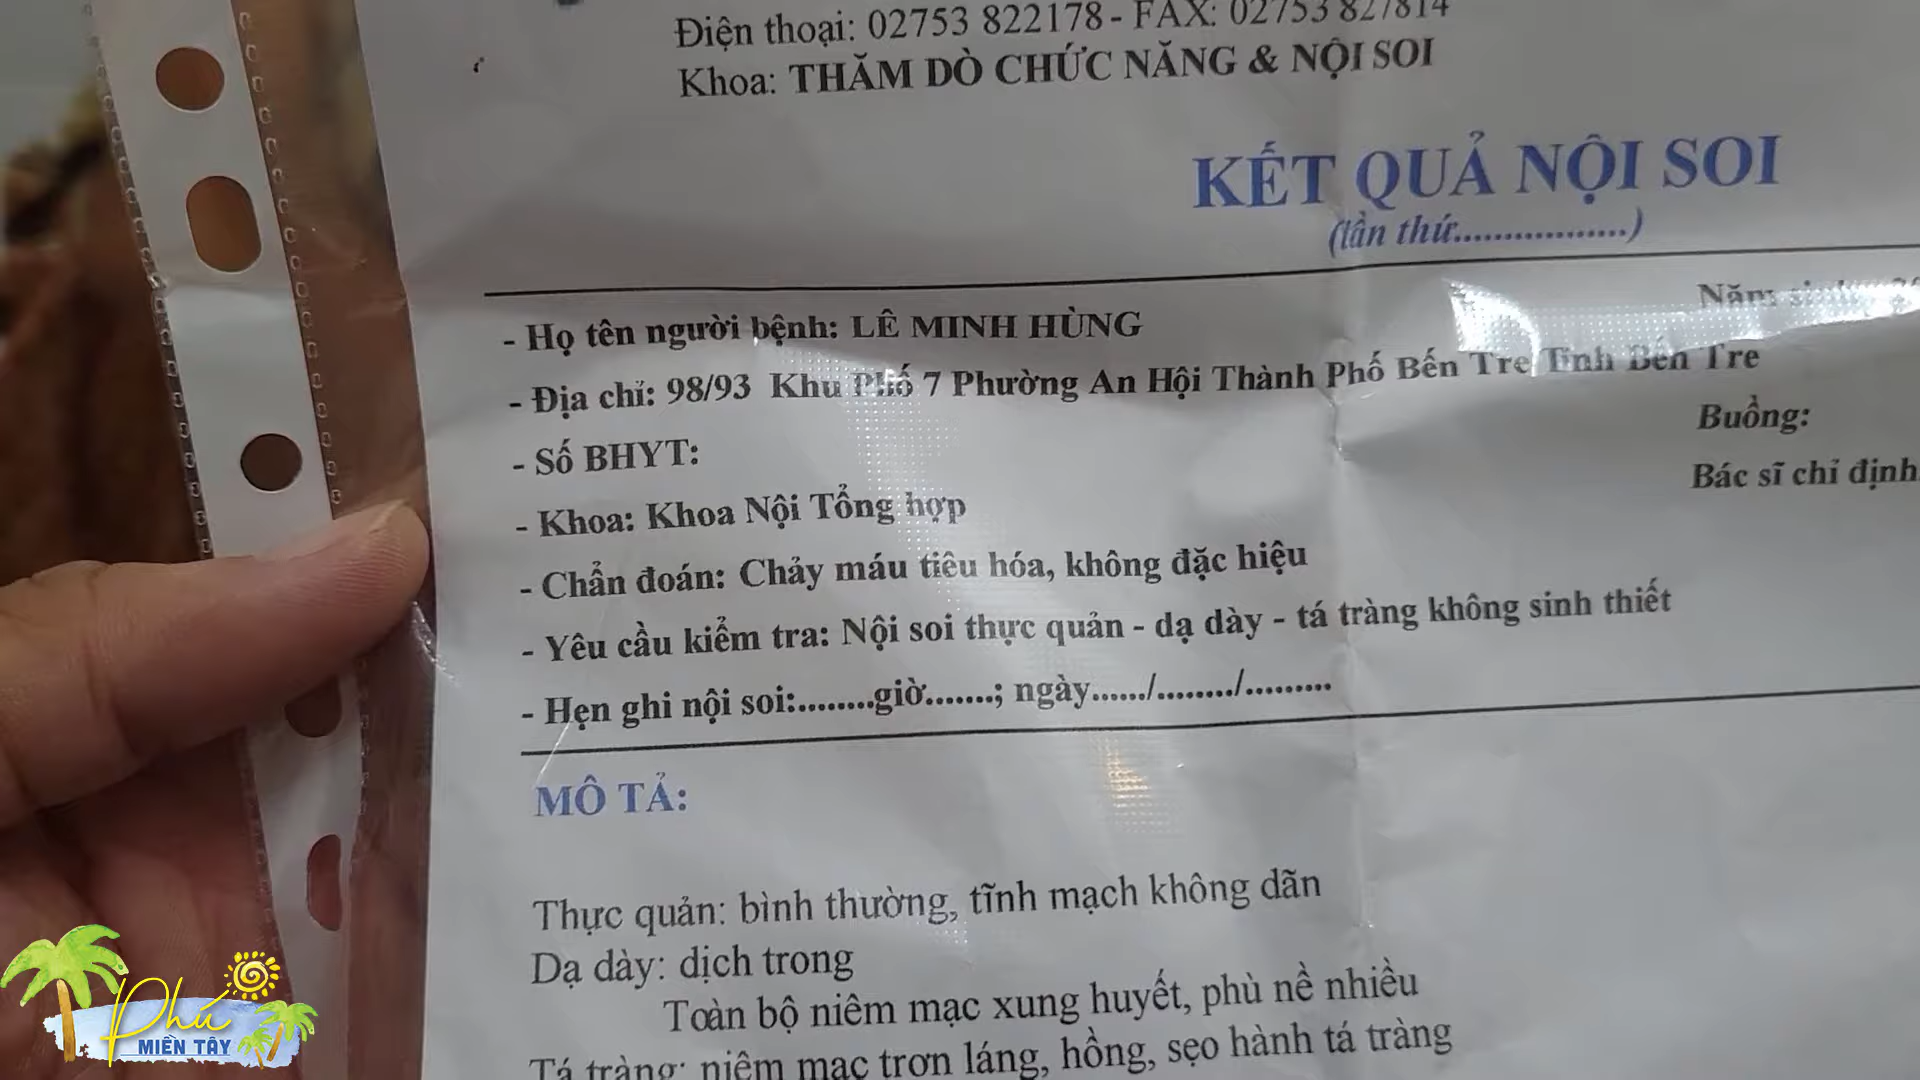 Điện thoại: 02753 822178 - FAX: 02753 827814
Khoa: THĂM DÒ CHỨC NĂNG & NỘI SOI
KẾT QUẢ NỘI SOI
(lần thứ.................)
Năm sinh:
- Họ tên người bệnh: LÊ MINH HÙNG
- Địa chỉ: 98/93 Khu Phố 7 Phường An Hội Thành Phố Bến Tre Tỉnh Bến Tre
- Số BHYT:
Buồng:
- Khoa: Khoa Nội Tổng hợp
Bác sĩ chỉ định
- Chẩn đoán: Chảy máu tiêu hóa, không đặc hiệu
- Yêu cầu kiểm tra: Nội soi thực quản - dạ dày - tá tràng không sinh thiết
- Hẹn ghi nội soi:........giờ.......; ngày....../......../.........
MÔ TẢ:
Thực quản: bình thường, tĩnh mạch không dãn
Dạ dày: dịch trong
Toàn bộ niêm mạc xung huyết, phù nề nhiều
Tá tràng: niêm mạc trơn láng, hồng, sẹo hành tá tràng
Phú
MIỀN TÂY